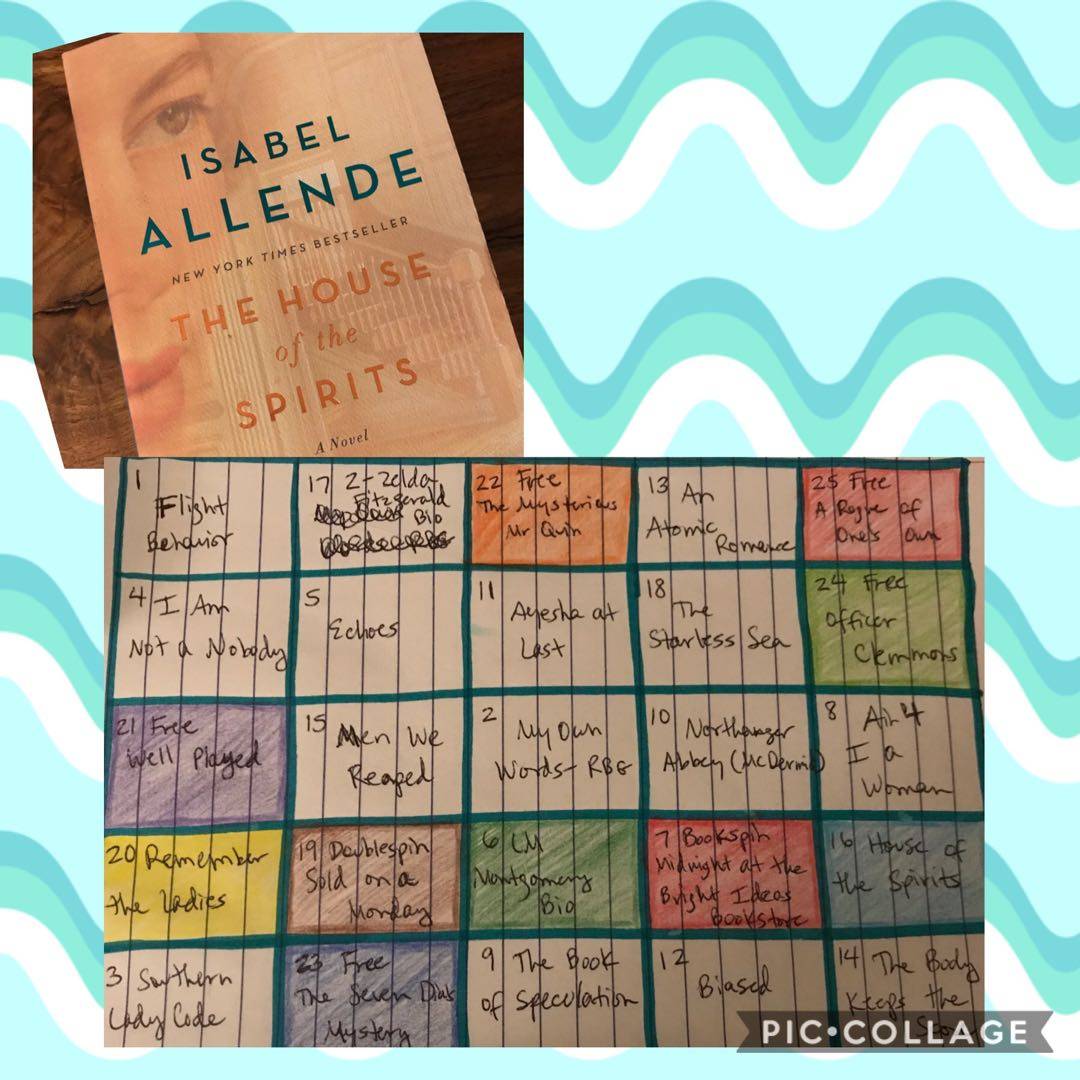 ISABEL
ALLENDE
NEW YORK TIMES BESTSELLER
THE HOUSE
of the
SPIRITS
A Novel
1
Flight
Behavior
17 Z-Zelda
Fitzgerald
Bio
22 Free
The Mysterious
Mr Quin
13 An
Atomic
Romance
25 Free
A Rogue of
One's Own
4 I Am
Not a Nobody
5
Echoes
11
Ayesha at
Last
18
The
Starless Sea
24 Free
Officer
Clemmons
21 Free
Well Played
15
Men We
Reaped
2
My Own
Words- RBG
10 Northanger
Abbey (McDermid)
8 Ain't
I a
Woman
20 Remember
the Ladies
19 Doublespin
Sold on a
Monday
6 LM
Montgomery
Bio
7 Bookspin
Midnight at the
Bright Ideas
Bookstore
16 House of
the Spirits
3 Southern
Lady Code
23 Free
The Seven Dials
Mystery
9 The Book
of Speculation
12
Biased
14 The Body
Keeps the
Score
PIC•COLLAGE